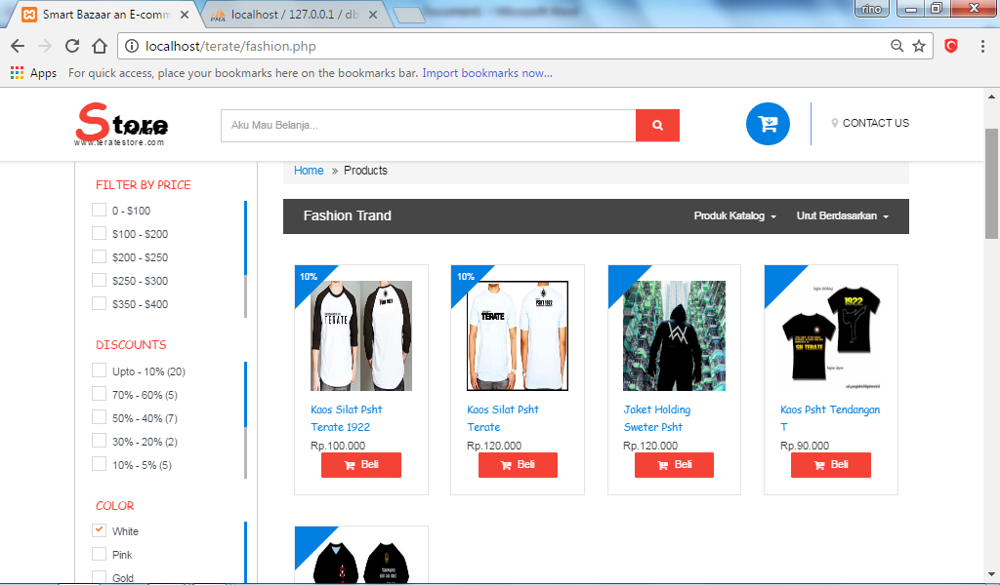 Smart Bazaar an E-comm
localhost / 127.0.0.1 / db
rino
localhost/terate/fashion.php
Apps
For quick access, place your bookmarks here on the bookmarks bar. Import bookmarks now...
Store
Terate
www.teratestore.com
Aku Mau Belanja...
CONTACT US
Home » Products
FILTER BY PRICE
0 - $100
$100 - $200
$200 - $250
$250 - $300
$350 - $400
DISCOUNTS
Upto - 10% (20)
70% - 60% (5)
50% - 40% (7)
30% - 20% (2)
10% - 5% (5)
COLOR
White
Pink
Gold
Fashion Trand
Produk Katalog
Urut Berdasarkan
10%
TERATE
Kaos Silat Psht
Terate 1922
Rp.100.000
Beli
10%
TERATE
PSHT 1922
Kaos Silat Psht
Terate
Rp.120.000
Beli
Jaket Holding
Sweter Psht
Rp.120.000
Beli
1922
SH TERATE
Kaos Psht Tendangan
T
Rp.90.000
Beli